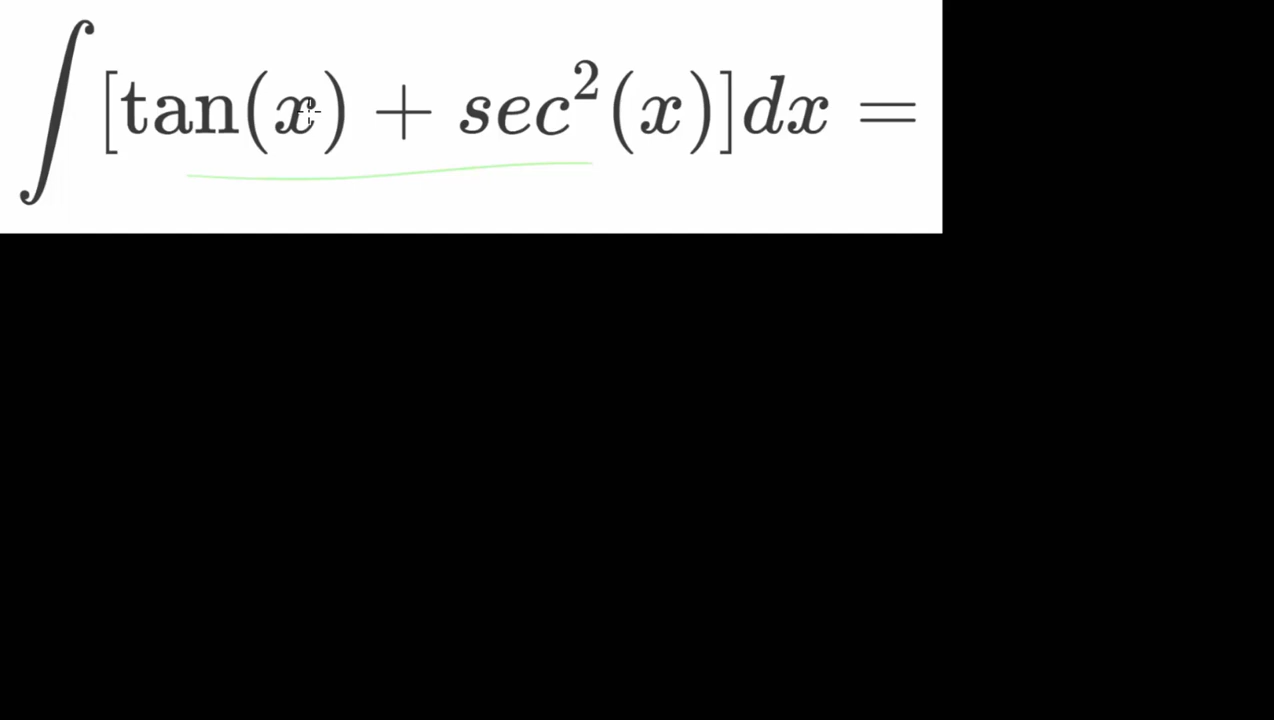 ∫[tan(x) + sec²(x)]dx =